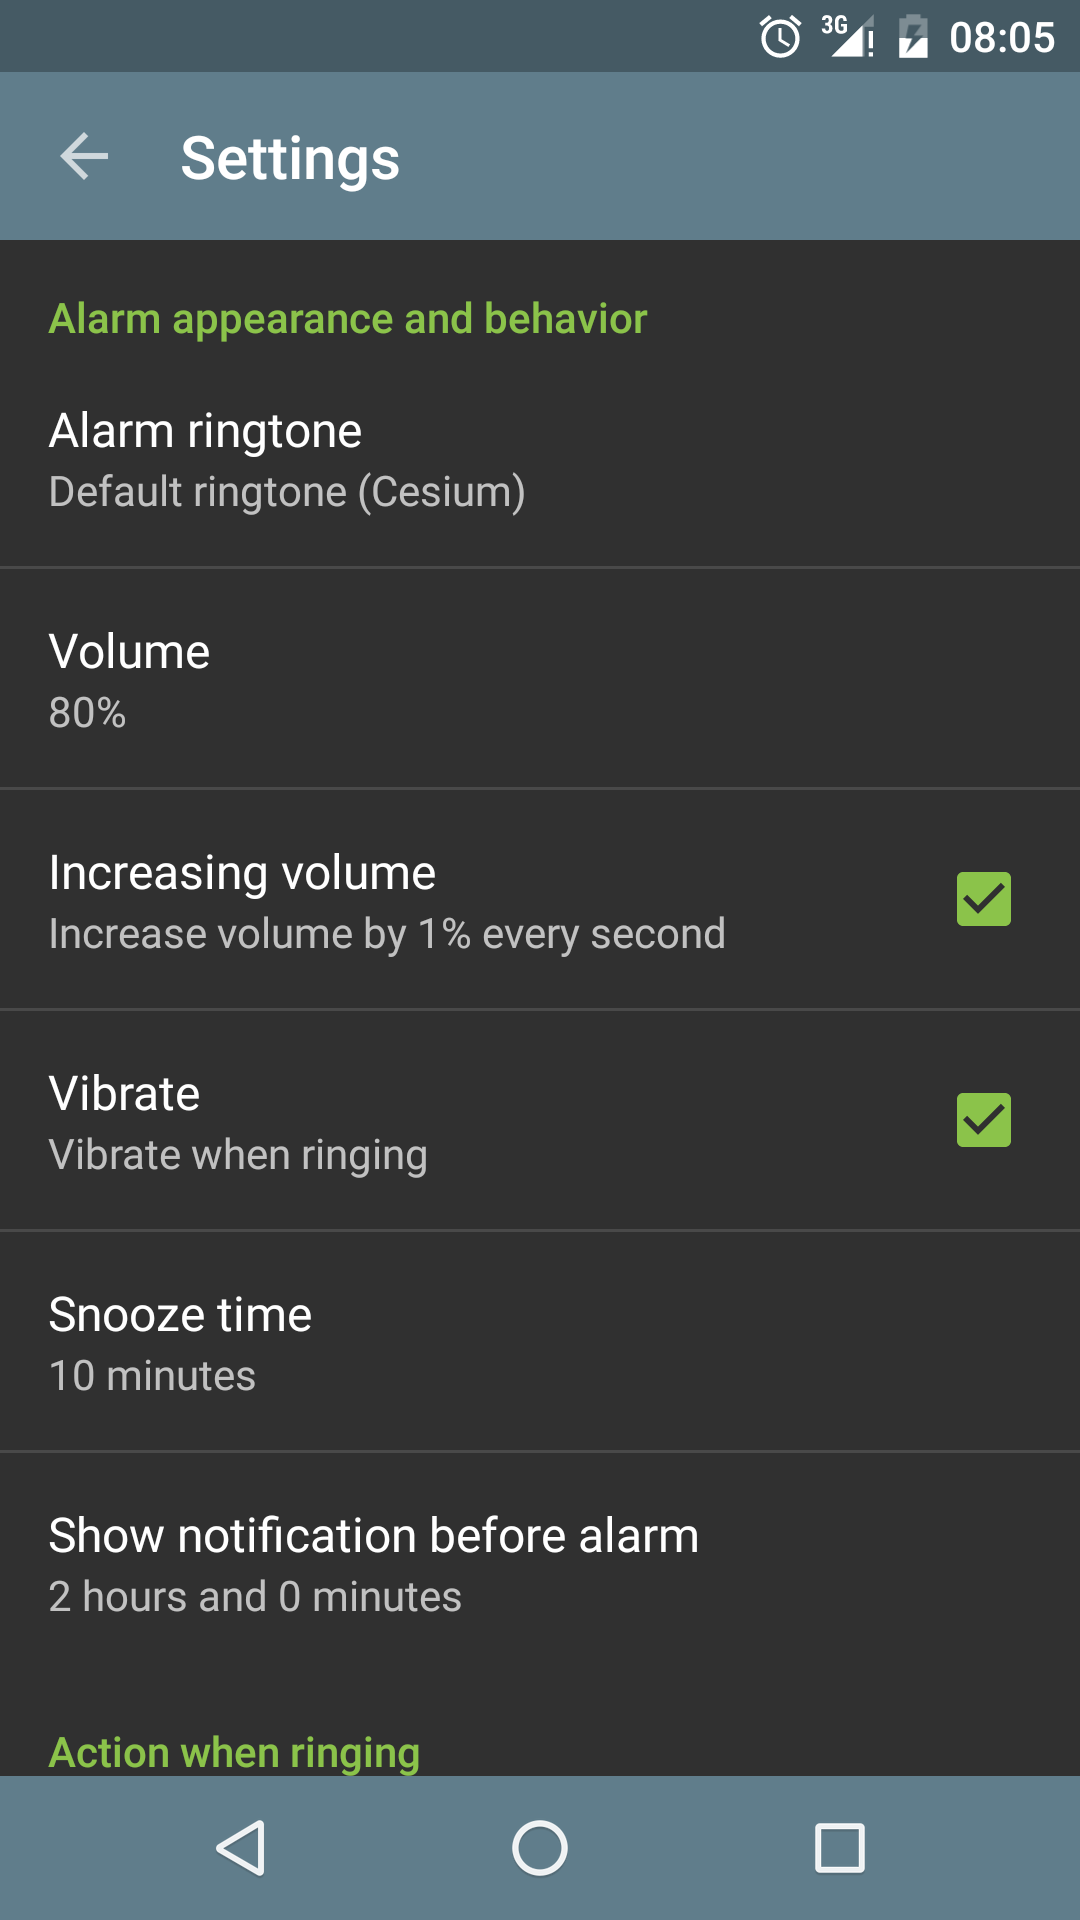 3G 08:05
Settings
Alarm appearance and behavior
Alarm ringtone
Default ringtone (Cesium)
Volume
80%
Increasing volume
Increase volume by 1% every second
Vibrate
Vibrate when ringing
Snooze time
10 minutes
Show notification before alarm
2 hours and 0 minutes
Action when ringing